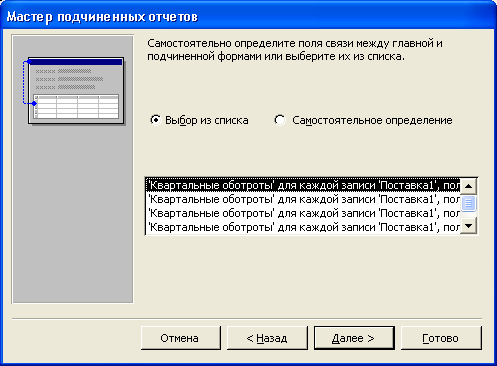 Мастер подчиненных отчетов
Самостоятельно определите поля связи между главной и
подчиненной формами или выберите их из списка.
Выбор из списка
Самостоятельное определение
'Квартальные оботроты' для каждой записи 'Поставка1', пол
'Квартальные оботроты' для каждой записи 'Поставка1', пол
'Квартальные оботроты' для каждой записи 'Поставка1', пол
'Квартальные оботроты' для каждой записи 'Поставка1', пол
Отмена
< Назад
Далее >
Готово